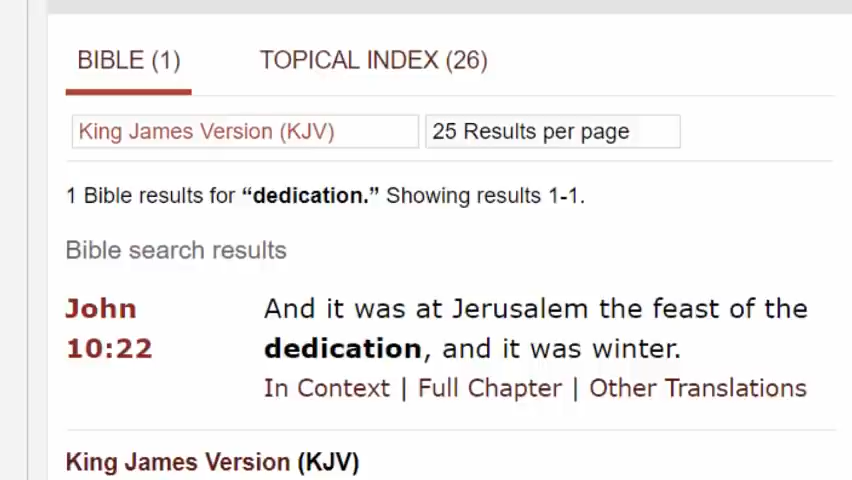 BIBLE (1) TOPICAL INDEX (26)
King James Version (KJV) 25 Results per page
1 Bible results for “dedication.” Showing results 1-1.
Bible search results
John And it was at Jerusalem the feast of the
10:22 dedication, and it was winter.
In Context | Full Chapter | Other Translations
King James Version (KJV)